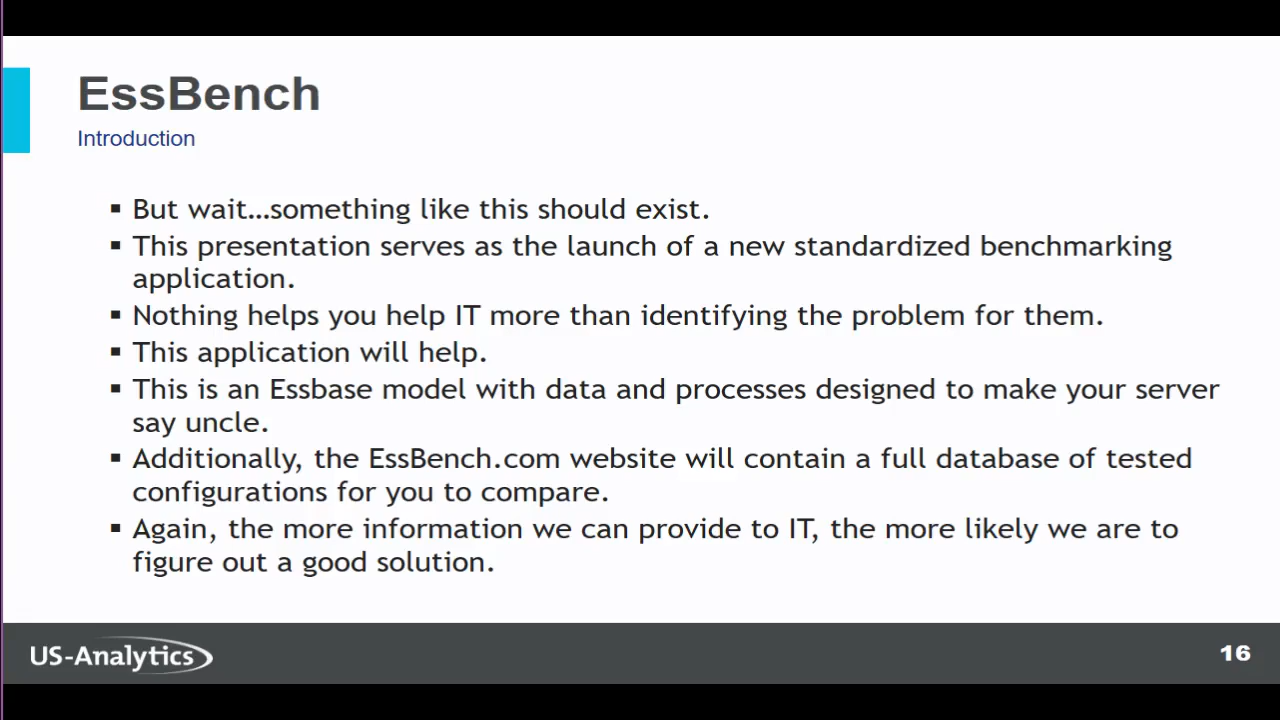 EssBench
Introduction
▪ But wait…something like this should exist.
▪ This presentation serves as the launch of a new standardized benchmarking
application.
▪ Nothing helps you help IT more than identifying the problem for them.
▪ This application will help.
▪ This is an Essbase model with data and processes designed to make your server
say uncle.
▪ Additionally, the EssBench.com website will contain a full database of tested
configurations for you to compare.
▪ Again, the more information we can provide to IT, the more likely we are to
figure out a good solution.
US-Analytics
16